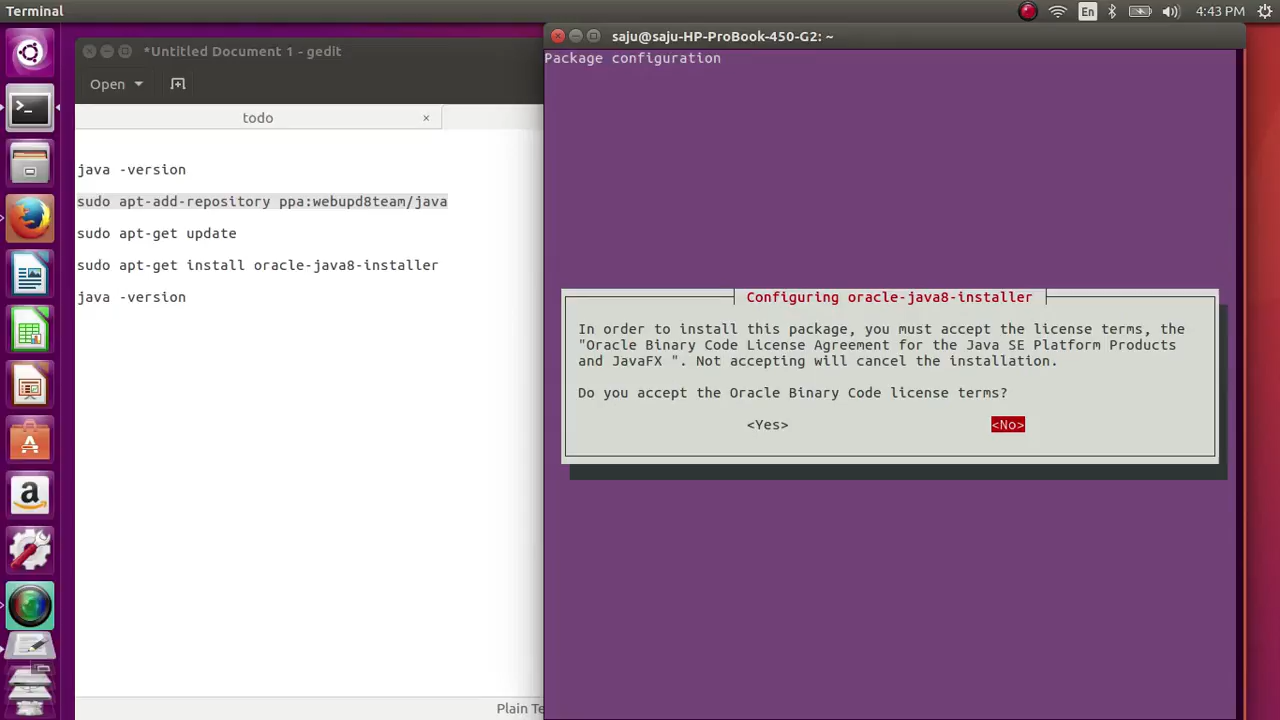 Terminal
En
4:43 PM
*Untitled Document 1 - gedit
Open
todo
×
java -version
sudo apt-add-repository ppa:webupd8team/java
sudo apt-get update
sudo apt-get install oracle-java8-installer
java -version
saju@saju-HP-ProBook-450-G2: ~
Package configuration
Configuring oracle-java8-installer
In order to install this package, you must accept the license terms, the
"Oracle Binary Code License Agreement for the Java SE Platform Products
and JavaFX ". Not accepting will cancel the installation.
Do you accept the Oracle Binary Code license terms?
<Yes>
<No>
Plain Te